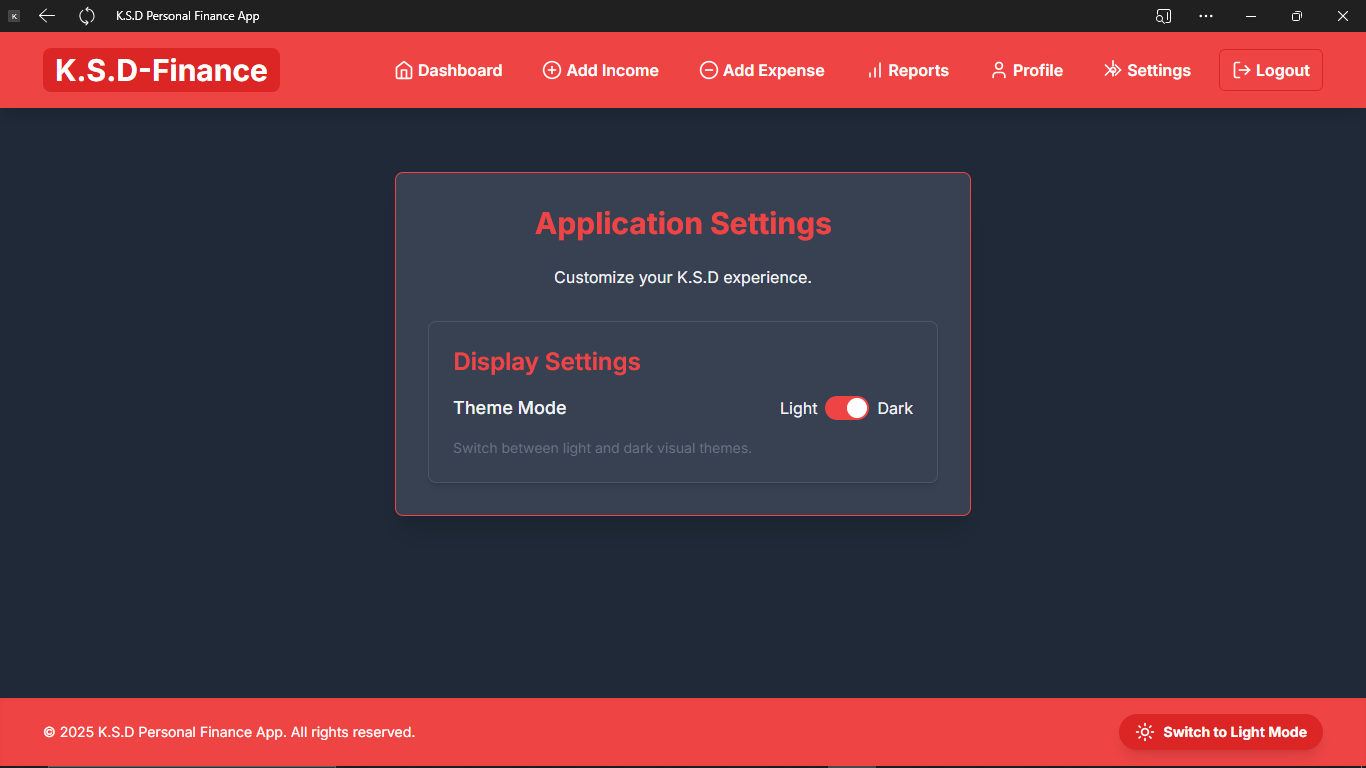 K K.S.D Personal Finance App
K.S.D-Finance Dashboard Add Income Add Expense Reports Profile Settings Logout
Application Settings
Customize your K.S.D experience.
Display Settings
Theme Mode Light Dark
Switch between light and dark visual themes.
© 2025 K.S.D Personal Finance App. All rights reserved. Switch to Light Mode